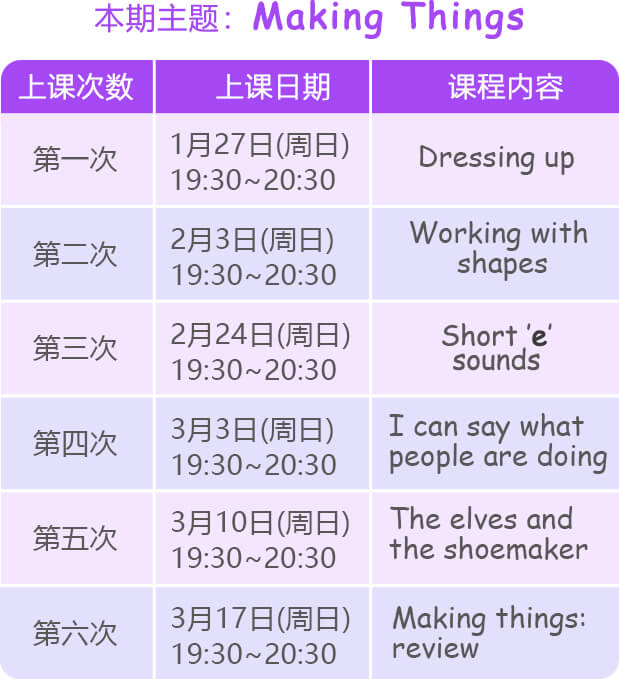 本期主题：Making Things
上课次数 上课日期 课程内容
第一次 1月27日(周日) Dressing up
19:30~20:30
第二次 2月3日(周日) Working with
19:30~20:30 shapes
第三次 2月24日(周日) Short ’e’
19:30~20:30 sounds
第四次 3月3日(周日) I can say what
19:30~20:30 people are doing
第五次 3月10日(周日) The elves and
19:30~20:30 the shoemaker
第六次 3月17日(周日) Making things:
19:30~20:30 review